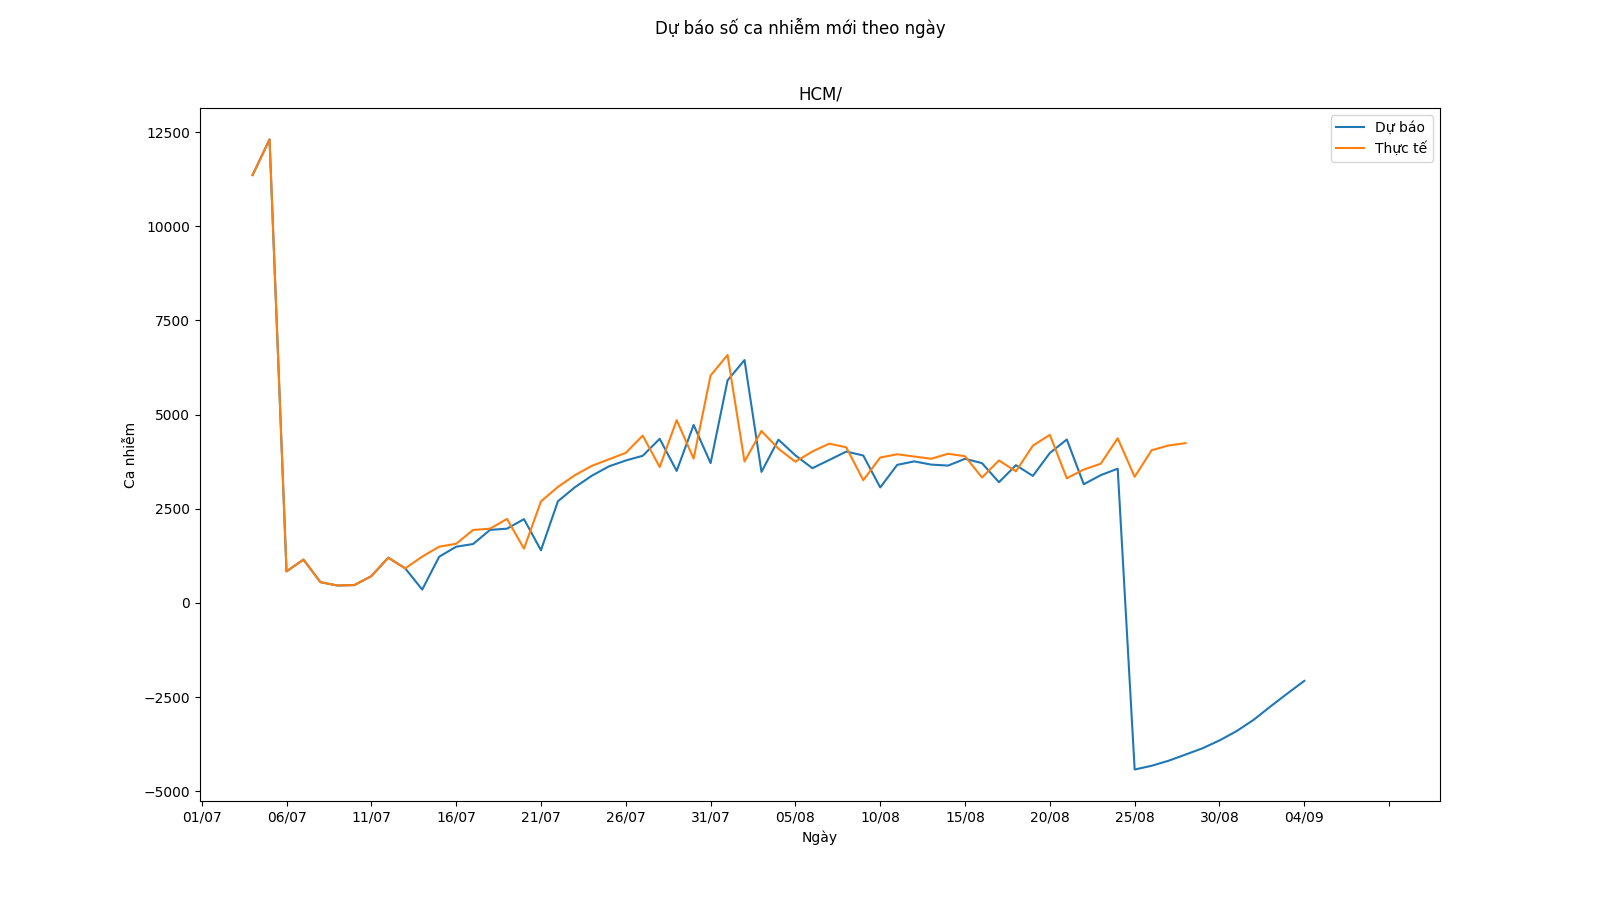 Dự báo số ca nhiễm mới theo ngày
HCM/
Dự báo
Thực tế
Ca nhiễm
12500
10000
7500
5000
2500
0
−2500
−5000
01/07 06/07 11/07 16/07 21/07 26/07 31/07 05/08 10/08 15/08 20/08 25/08 30/08 04/09
Ngày